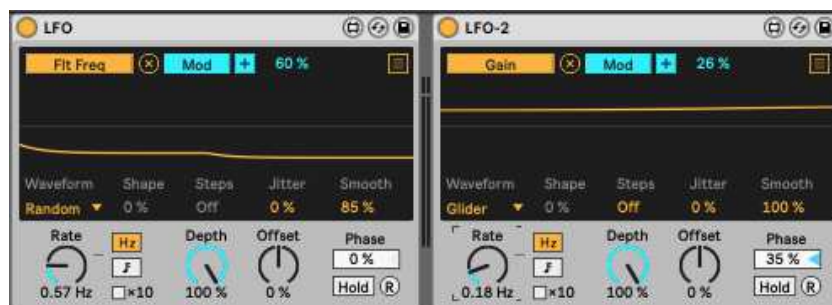 LFO
Flt Freq Mod + 60 %
Waveform Shape Steps Jitter Smooth
Random 0 % Off 0 % 85 %
Rate Hz Depth Offset Phase
0 %
0.57 Hz ×10 100 % 0 % Hold R
LFO-2
Gain Mod + 26 %
Waveform Shape Steps Jitter Smooth
Glider 0 % Off 0 % 100 %
Rate Hz Depth Offset Phase
35 %
0.18 Hz ×10 100 % 0 % Hold R